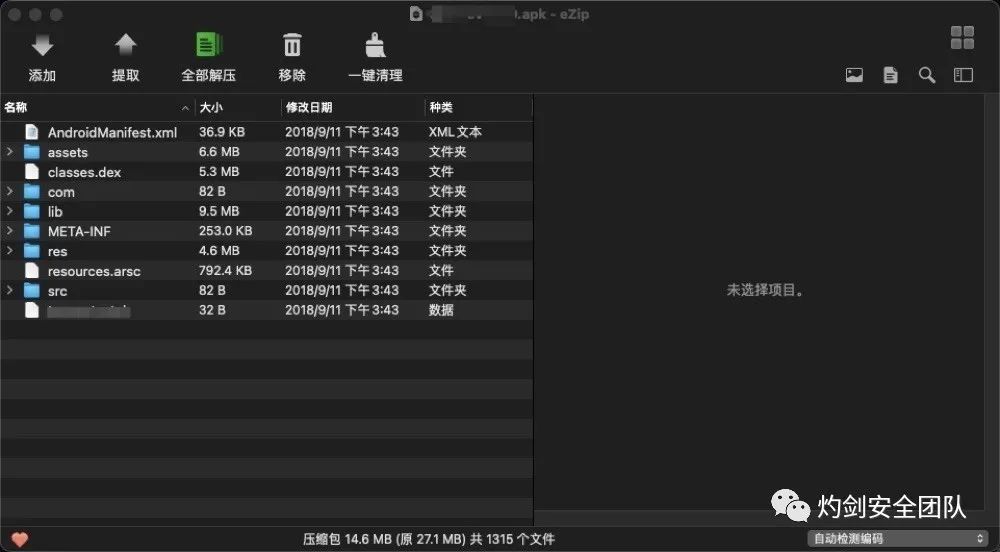 .apk - eZip
添加 提取 全部解压 移除 一键清理
名称 大小 修改日期 种类
AndroidManifest.xml 36.9 KB 2018/9/11 下午3:43 XML文本
assets 6.6 MB 2018/9/11 下午3:43 文件夹
classes.dex 5.3 MB 2018/9/11 下午3:43 文件
com 82 B 2018/9/11 下午3:43 文件夹
lib 9.5 MB 2018/9/11 下午3:43 文件夹
META-INF 253.0 KB 2018/9/11 下午3:43 文件夹
res 4.6 MB 2018/9/11 下午3:43 文件夹
resources.arsc 792.4 KB 2018/9/11 下午3:43 文件
src 82 B 2018/9/11 下午3:43 文件夹
32 B 2018/9/11 下午3:43 数据
未选择项目。
灼剑安全团队
压缩包 14.6 MB (原 27.1 MB) 共 1315 个文件
自动检测编码